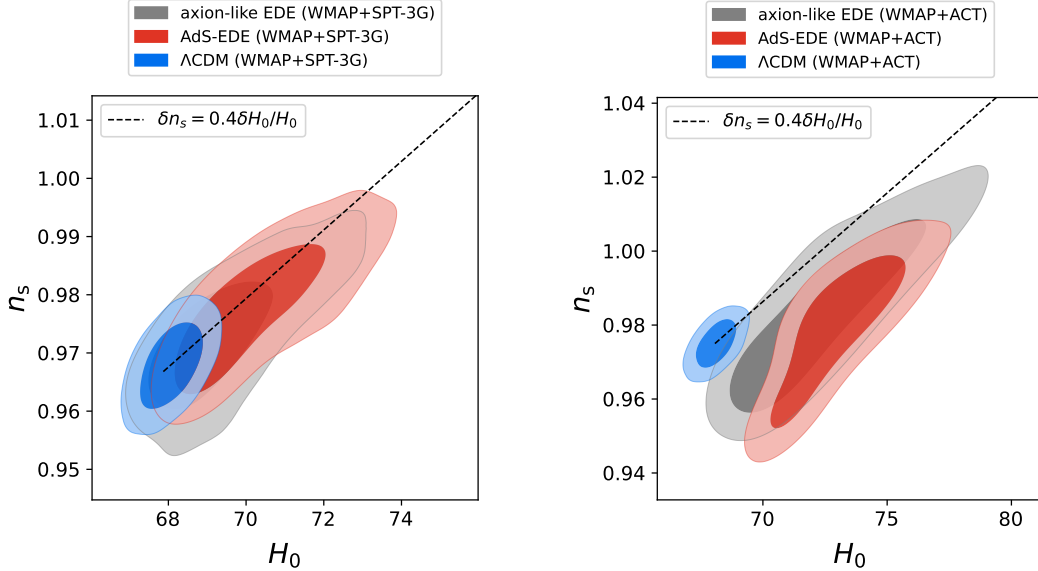 axion-like EDE (WMAP+SPT-3G)
AdS-EDE (WMAP+SPT-3G)
ΛCDM (WMAP+SPT-3G)
δn_s = 0.4δH_0/H_0
1.01
1.00
0.99
0.98
0.97
0.96
0.95
n_s
68 70 72 74
H_0
axion-like EDE (WMAP+ACT)
AdS-EDE (WMAP+ACT)
ΛCDM (WMAP+ACT)
δn_s = 0.4δH_0/H_0
1.04
1.02
1.00
0.98
0.96
0.94
n_s
70 75 80
H_0